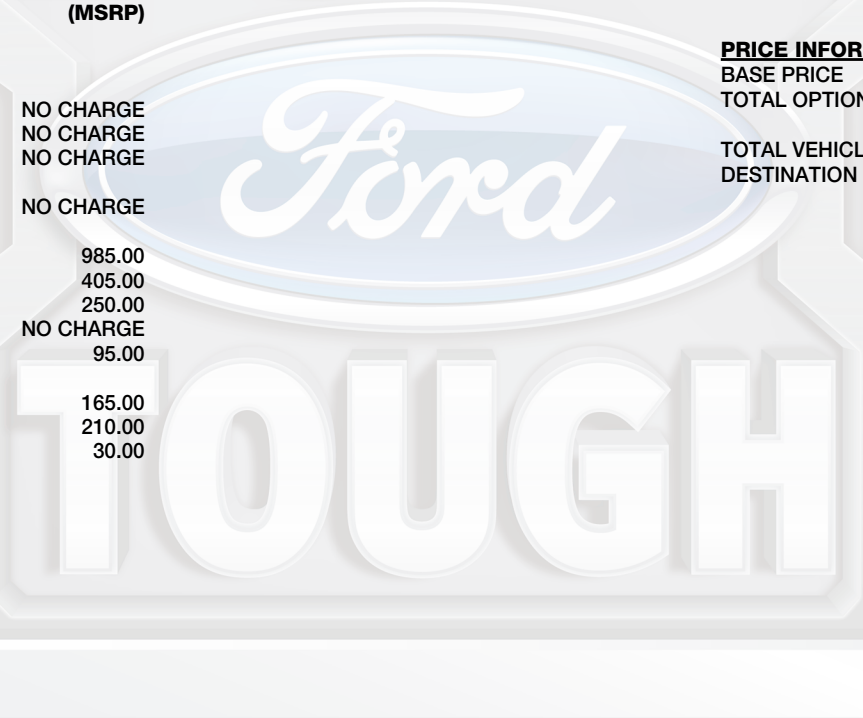 (MSRP)
NO CHARGE
NO CHARGE
NO CHARGE
NO CHARGE
985.00
405.00
250.00
NO CHARGE
95.00
165.00
210.00
30.00
PRICE INFOR
BASE PRICE
TOTAL OPTION
TOTAL VEHICL
DESTINATION
Ford
TOUGH